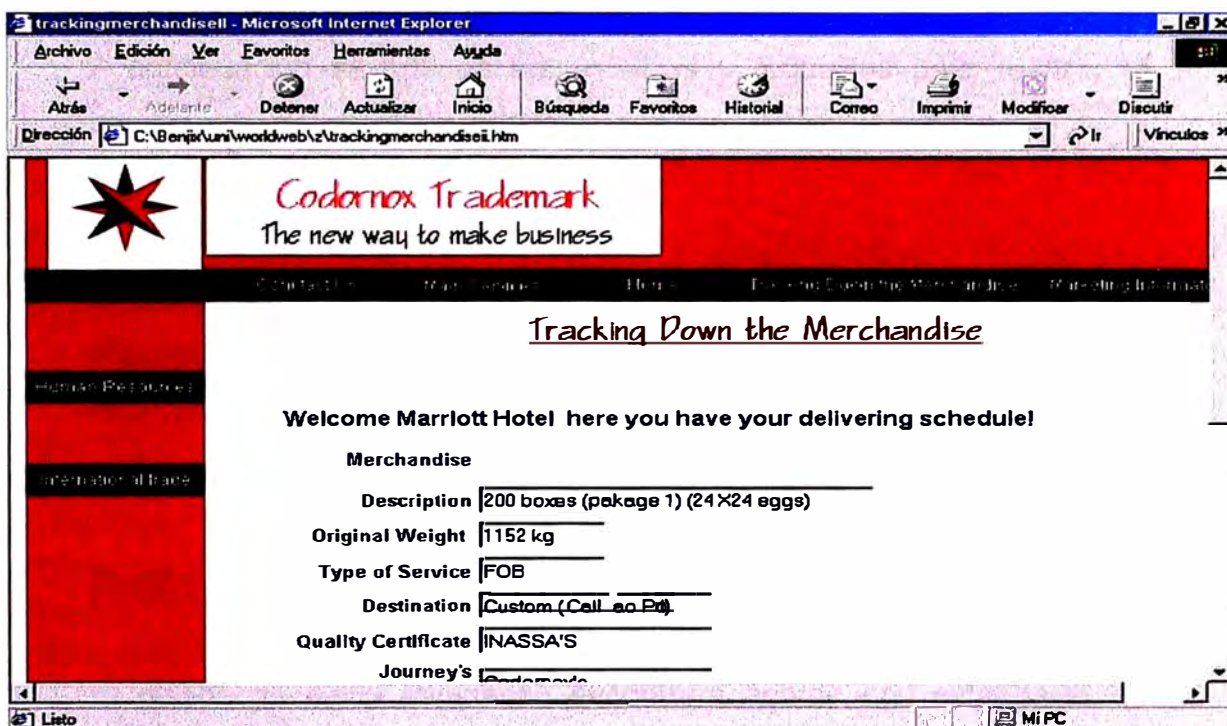 trackingmerchandiseII - Microsoft Internet Explorer
Archivo Edición Ver Favoritos Herramientas Ayuda
Atrás Adelante Detener Actualizar Inicio Búsqueda Favoritos Historial Correo Imprimir Modificar Discutir
Dirección C:\Benjix\uni\worldweb\z\trackingmerchandiseii.htm Ir Vínculos
Codornox Trademark
The new way to make business
Home
Tracking Down the Merchandise
Human Resources
Welcome Marriott Hotel here you have your delivering schedule!
Merchandise
International trade
Description 200 boxes (pakage 1) (24X24 eggs)
Original Weight 1152 kg
Type of Service FOB
Destination Custom (Call ao
Quality Certificate INASSA'S
Journey's
Listo Mi PC